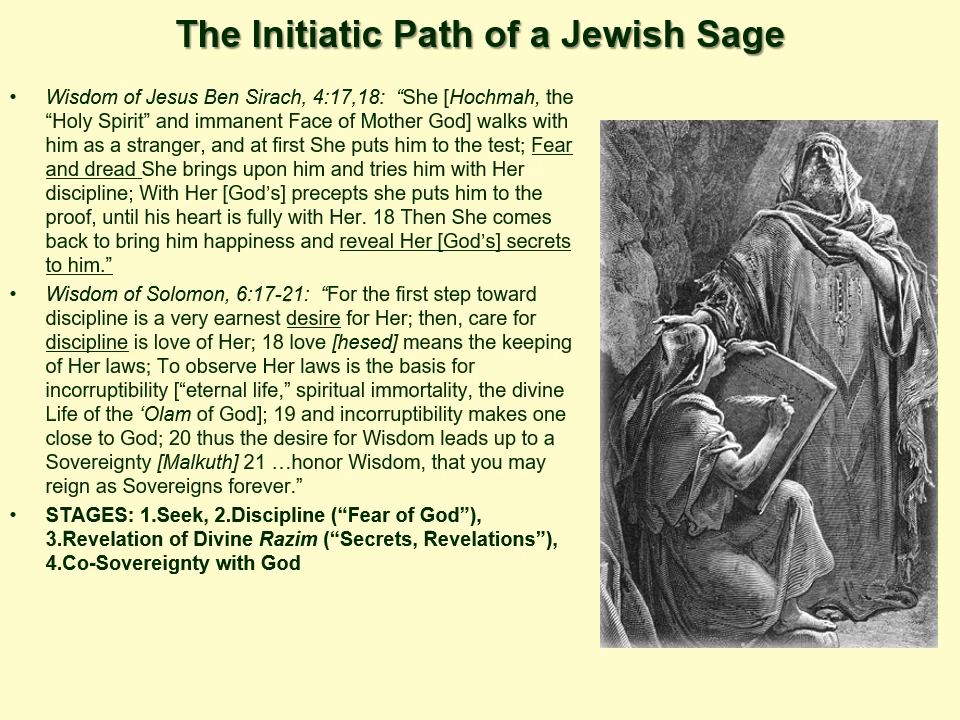 The Initiatic Path of a Jewish Sage
• Wisdom of Jesus Ben Sirach, 4:17,18: “She [Hochmah, the
“Holy Spirit” and immanent Face of Mother God] walks with
him as a stranger, and at first She puts him to the test; Fear
and dread She brings upon him and tries him with Her
discipline; With Her [God’s] precepts she puts him to the
proof, until his heart is fully with Her. 18 Then She comes
back to bring him happiness and reveal Her [God’s] secrets
to him.”
• Wisdom of Solomon, 6:17-21: “For the first step toward
discipline is a very earnest desire for Her; then, care for
discipline is love of Her; 18 love [hesed] means the keeping
of Her laws; To observe Her laws is the basis for
incorruptibility [“eternal life,” spiritual immortality, the divine
Life of the ‘Olam of God]; 19 and incorruptibility makes one
close to God; 20 thus the desire for Wisdom leads up to a
Sovereignty [Malkuth] 21 …honor Wisdom, that you may
reign as Sovereigns forever.”
• STAGES: 1.Seek, 2.Discipline (“Fear of God”),
3.Revelation of Divine Razim (“Secrets, Revelations”),
4.Co-Sovereignty with God